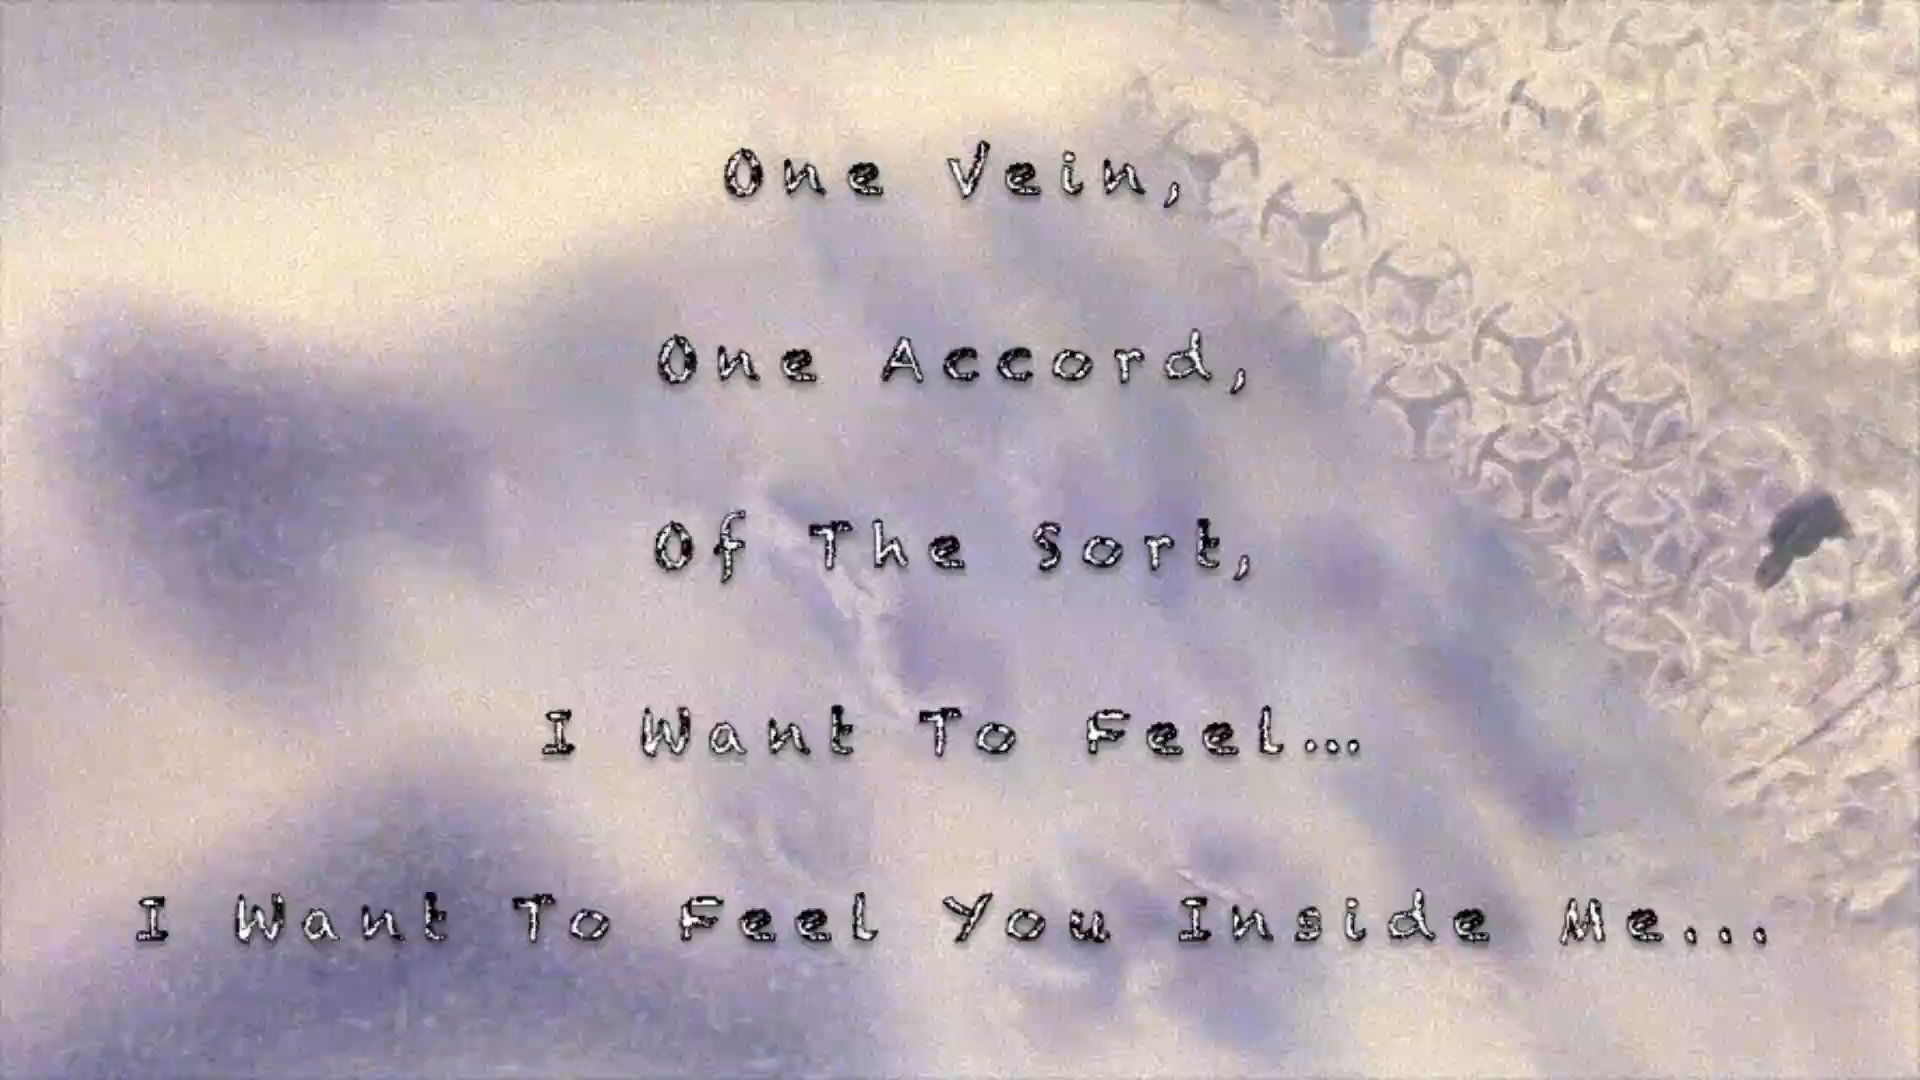 One Vein,
One Accord,
Of The Sort,
I Want To Feel...
I Want To Feel You Inside Me...